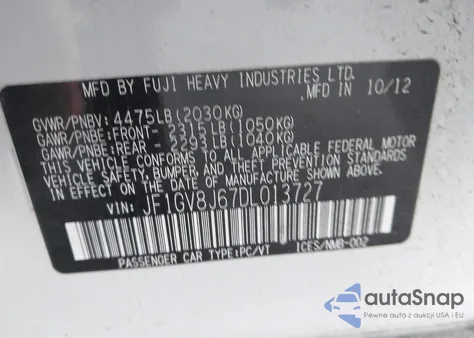 MFD BY FUJI HEAVY INDUSTRIES LTD. IN 10/12
GVWR/PNBV: 4475LB(2030KG)
GAWR/PNBE: FRONT- 2315LB(1050KG)
GAWR/PNBE: REAR - 2293LB(1040KG)
THIS VEHICLE CONFORMS TO ALL APPLICABLE FEDERAL MOTOR
VEHICLE SAFETY, BUMPER, AND THEFT PREVENTION STANDARDS
IN EFFECT ON THE DATE OF MANUFACTURE SHOWN ABOVE.
VIN: JF1GV8J67DL013727
PASSENGER CAR TYPE:PC/VT ICES/NMB-002
autoSnap
Pewne auta z aukcji USA i EU